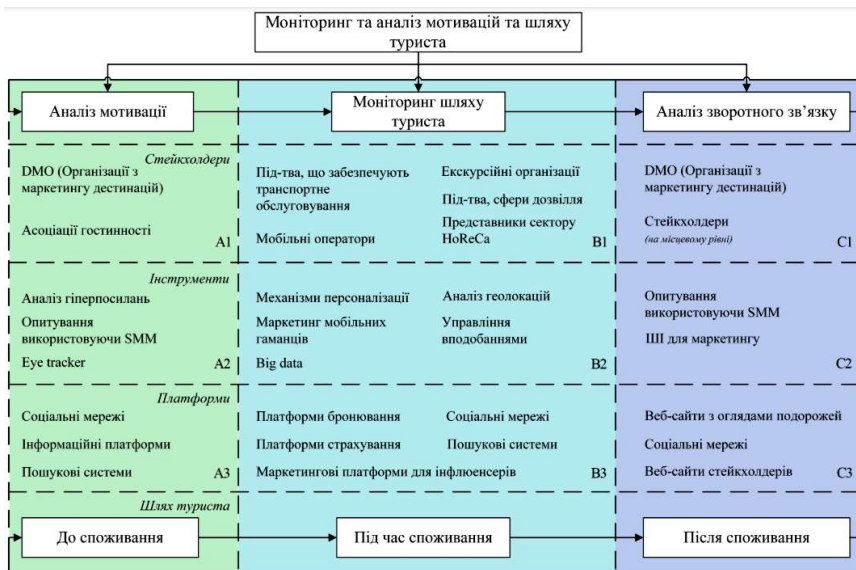 Моніторинг та аналіз мотивацій та шляху
туриста
Аналіз мотивації
Моніторинг шляху
туриста
Аналіз зворотного зв’язку
Стейкхолдери
DMO (Організації з
маркетингу дестинацій)
Асоціації гостинності
A1
Під-тва, що забезпечують
транспортне
обслуговування
Мобільні оператори
Екскурсійні організації
Під-тва, сфери дозвілля
Представники сектору
HoReCa
B1
DMO (Організації з
маркетингу дестинацій)
Стейкхолдери
(на місцевому рівні)
C1
Інструменти
Аналіз гіперпосилань
Опитування
використовуючи SMM
Eye tracker
A2
Механізми персоналізації
Маркетинг мобільних
гаманців
Big data
Аналіз геолокацій
Управління
вподобаннями
B2
Опитування
використовуючи SMM
ШІ для маркетингу
C2
Платформи
Соціальні мережі
Інформаційні платформи
Пошукові системи
A3
Платформи бронювання
Платформи страхування
Соціальні мережі
Пошукові системи
Маркетингові платформи для інфлюенсерів
B3
Веб-сайти з оглядами подорожей
Соціальні мережі
Веб-сайти стейкхолдерів
C3
Шлях туриста
До споживання
Під час споживання
Після споживання